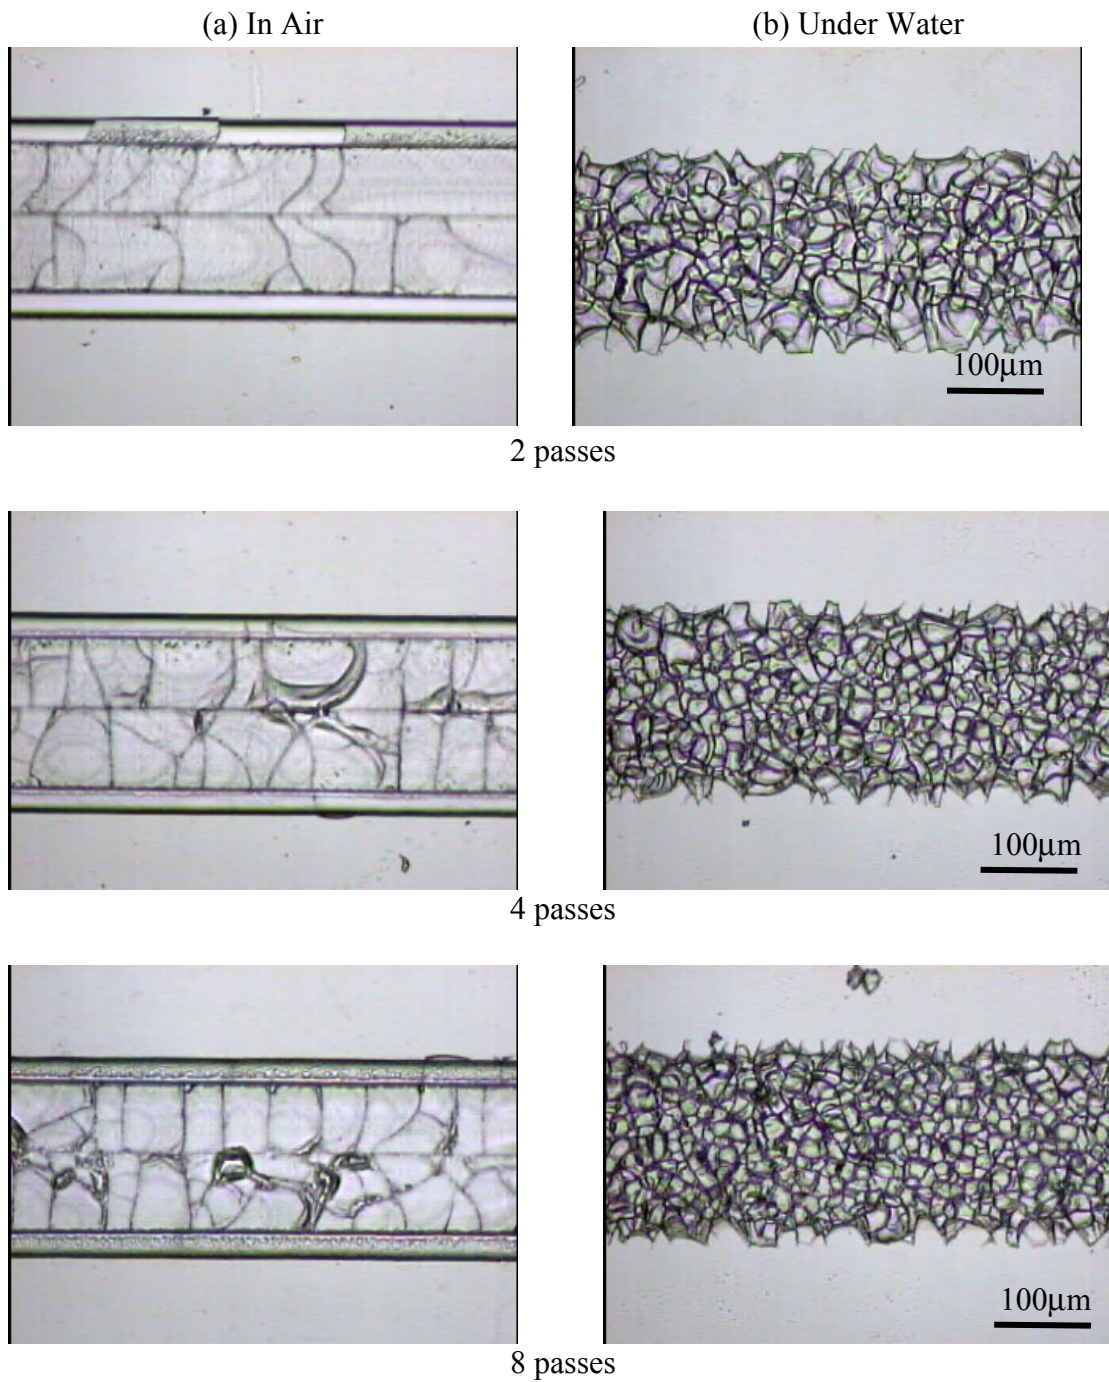 (a) In Air
(b) Under Water
100μm
2 passes
100μm
4 passes
100μm
8 passes